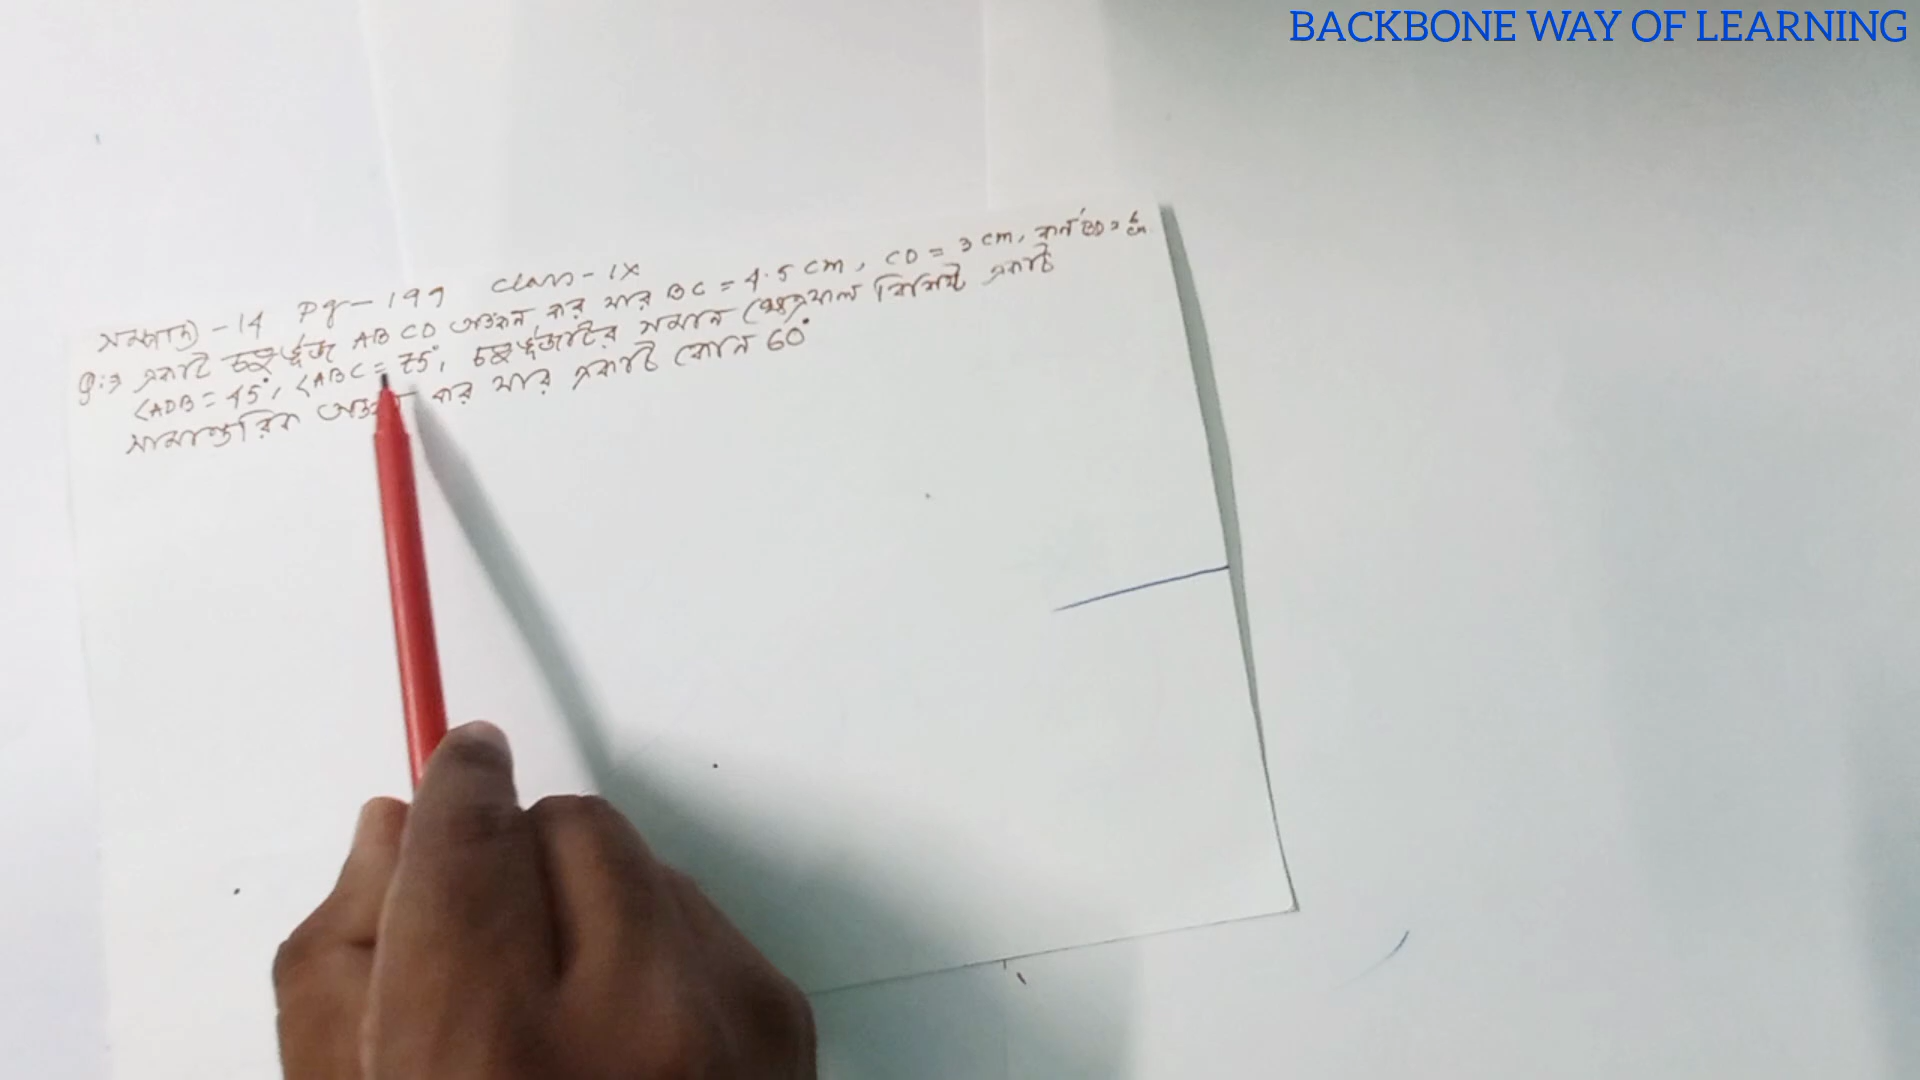 BACKBONE WAY OF LEARNING
সম্পাদ্য - 14 Pg - 199 Class - IX
Q:3 একটি চতুর্ভুজ ABCD অঙ্কন কর যার BC = 4.5 cm, CD = 3 cm, কর্ণ BD = 6 cm
∠ADB = 45°, ∠ABC = 75°, চতুর্ভুজটির সমান ক্ষেত্রফল বিশিষ্ট একটি
সামান্তরিক অঙ্কন কর যার একটি কোন 60°